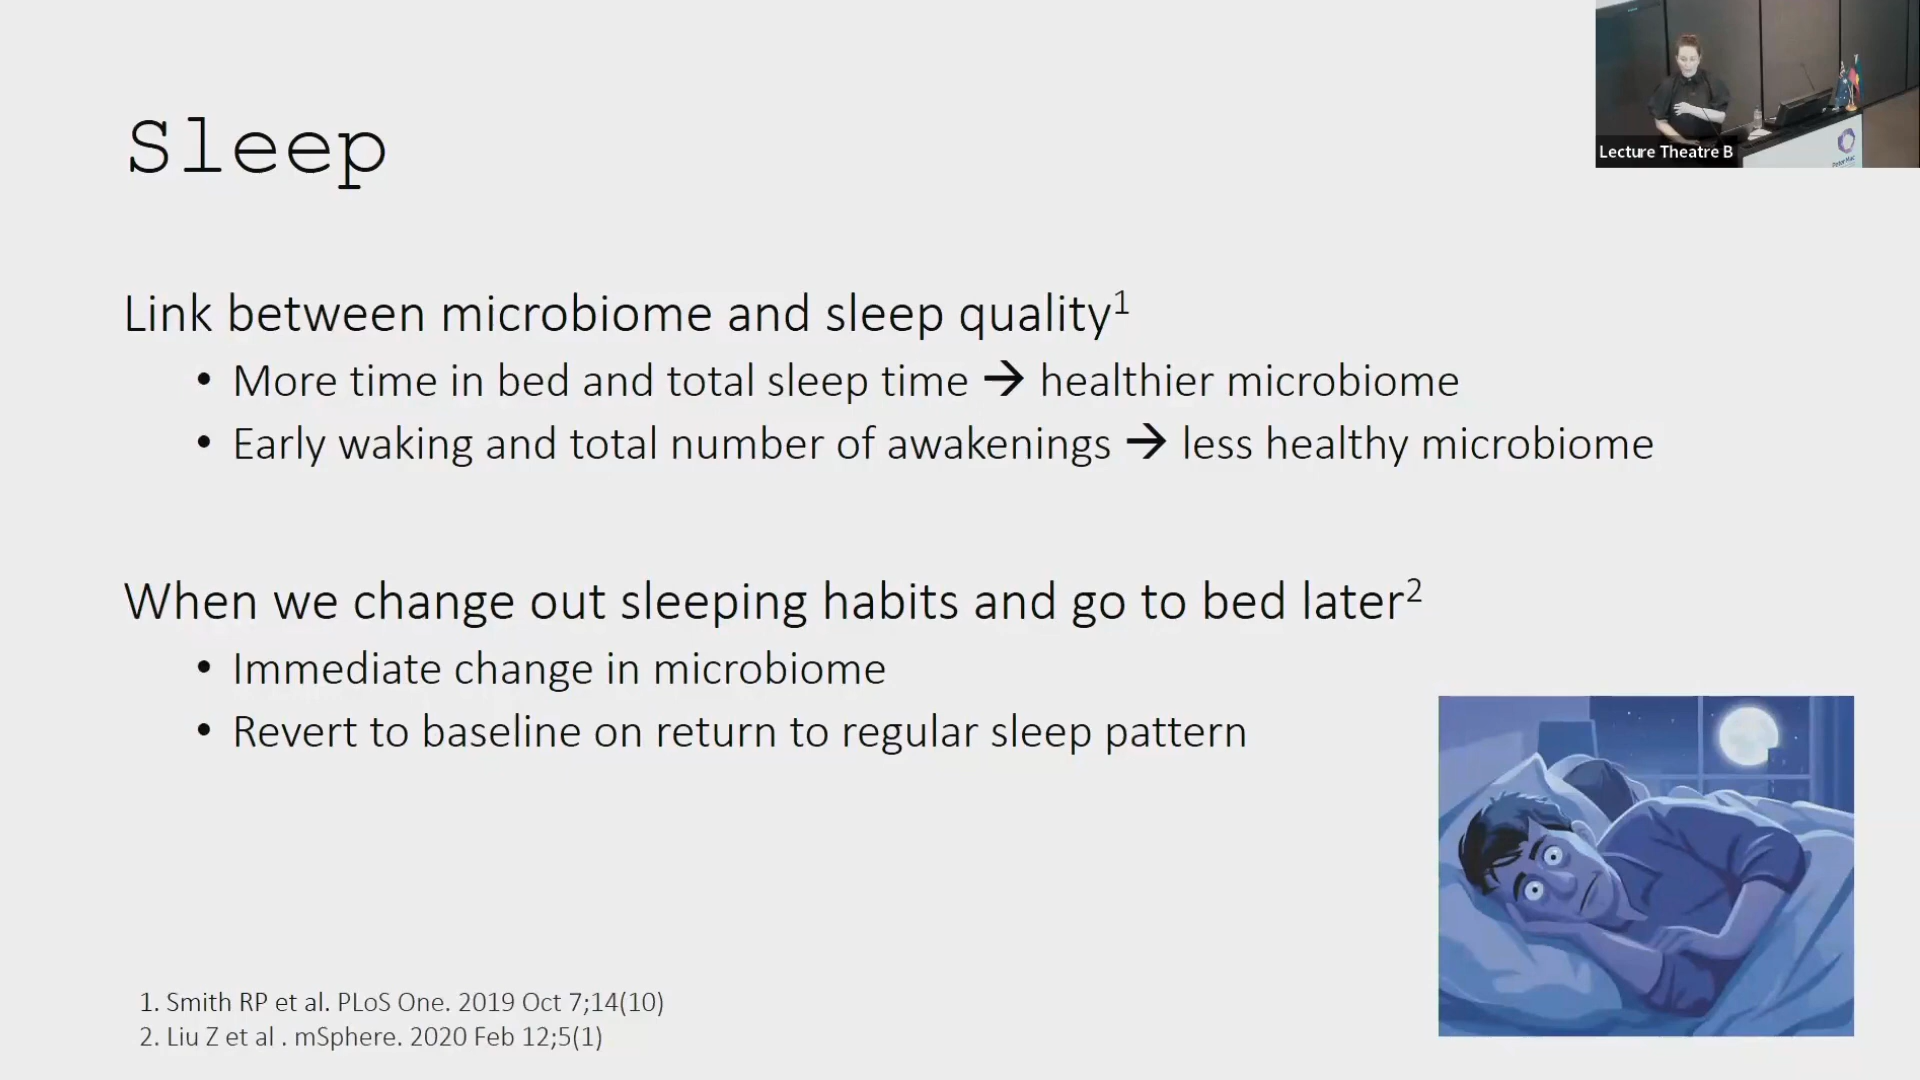 Sleep
Lecture Theatre B
Peter Mac
Link between microbiome and sleep quality¹
• More time in bed and total sleep time → healthier microbiome
• Early waking and total number of awakenings → less healthy microbiome
When we change out sleeping habits and go to bed later²
• Immediate change in microbiome
• Revert to baseline on return to regular sleep pattern
1. Smith RP et al. PLoS One. 2019 Oct 7;14(10)
2. Liu Z et al . mSphere. 2020 Feb 12;5(1)